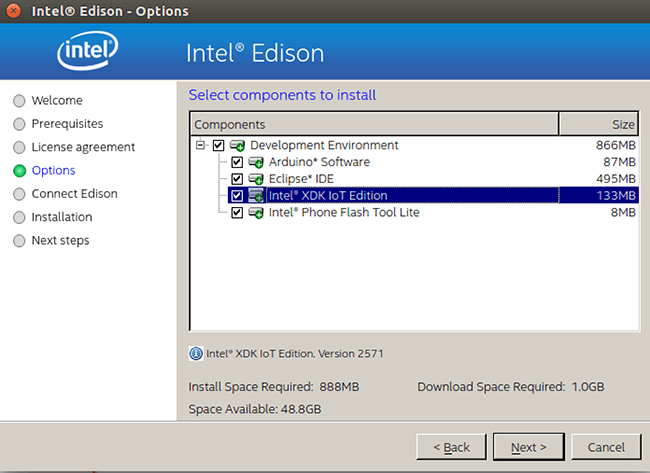 Intel® Edison - Options
intel®
Intel® Edison
Welcome
Prerequisites
License agreement
Options
Connect Edison
Installation
Next steps
Select components to install
Components Size
Development Environment 866MB
Arduino* Software 87MB
Eclipse* IDE 495MB
Intel® XDK IoT Edition 133MB
Intel® Phone Flash Tool Lite 8MB
Intel® XDK IoT Edition. Version 2571
Install Space Required: 888MB Download Space Required: 1.0GB
Space Available: 48.8GB
< Back Next > Cancel